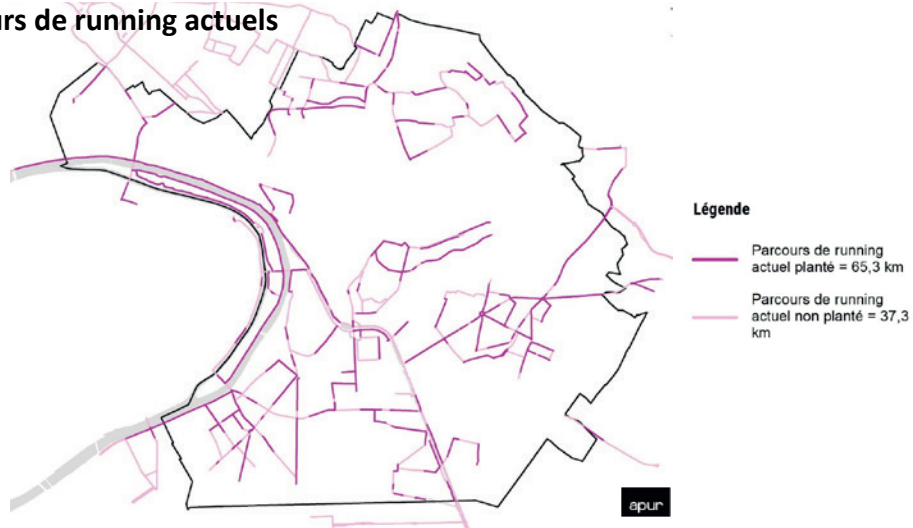 rs de running actuels
Légende
Parcours de running
actuel planté = 65,3 km
Parcours de running
actuel non planté = 37,3
km
apur